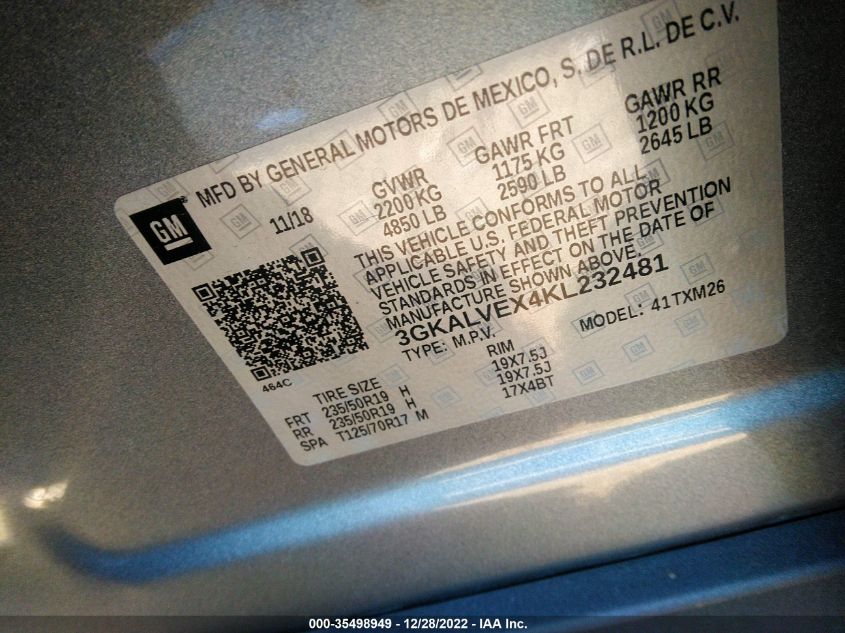 MFD BY GENERAL MOTORS DE MEXICO, S. DE R.L. DE C.V.
GM
11/18
GVWR
2200 KG
4850 LB
GAWR FRT
1175 KG
2590 LB
GAWR RR
1200 KG
2645 LB
THIS VEHICLE CONFORMS TO ALL
APPLICABLE U.S. FEDERAL MOTOR
VEHICLE SAFETY AND THEFT PREVENTION
STANDARDS IN EFFECT ON THE DATE OF
MANUFACTURE SHOWN ABOVE.
3GKALVEX4KL232481
TYPE: M.P.V.
MODEL: 41TXM26
464C
TIRE SIZE RIM
FRT 235/50R19 H 19X7.5J
RR 235/50R19 H 19X7.5J
SPA T125/70R17 M 17X4BT
000-35498949 - 12/28/2022 - IAA Inc.